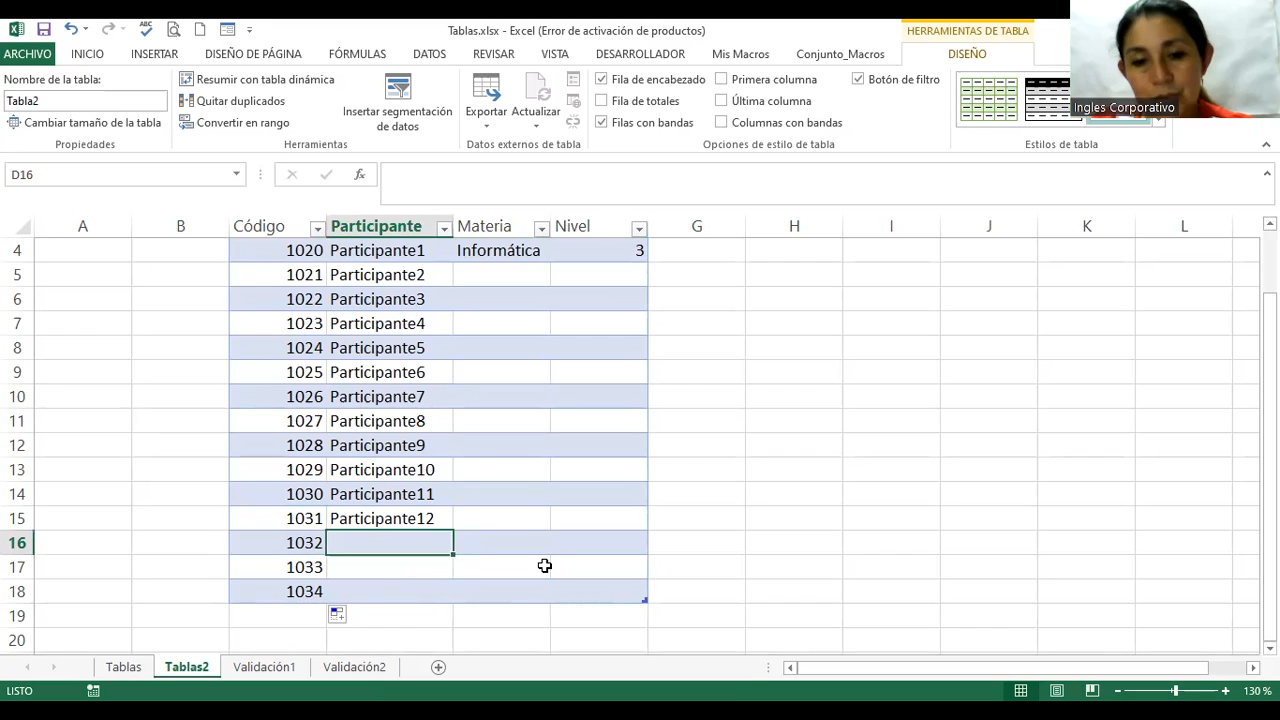 Tablas.xlsx - Excel (Error de activación de productos)
HERRAMIENTAS DE TABLA
ARCHIVO INICIO INSERTAR DISEÑO DE PÁGINA FÓRMULAS DATOS REVISAR VISTA DESARROLLADOR Mis Macros Conjunto_Macros DISEÑO
Nombre de la tabla:
Tabla2
Cambiar tamaño de la tabla
Propiedades
Resumir con tabla dinámica
Quitar duplicados
Convertir en rango
Insertar segmentación de datos
Herramientas
Exportar Actualizar
Datos externos de tabla
Fila de encabezado Primera columna Botón de filtro
Fila de totales Última columna
Filas con bandas Columnas con bandas
Opciones de estilo de tabla
Estilos de tabla
Ingles Corporativo
D16
A B Código Participante Materia Nivel G H I J K L
4 1020 Participante1 Informática 3
5 1021 Participante2
6 1022 Participante3
7 1023 Participante4
8 1024 Participante5
9 1025 Participante6
10 1026 Participante7
11 1027 Participante8
12 1028 Participante9
13 1029 Participante10
14 1030 Participante11
15 1031 Participante12
16 1032
17 1033
18 1034
19
20
Tablas Tablas2 Validación1 Validación2
LISTO 130 %